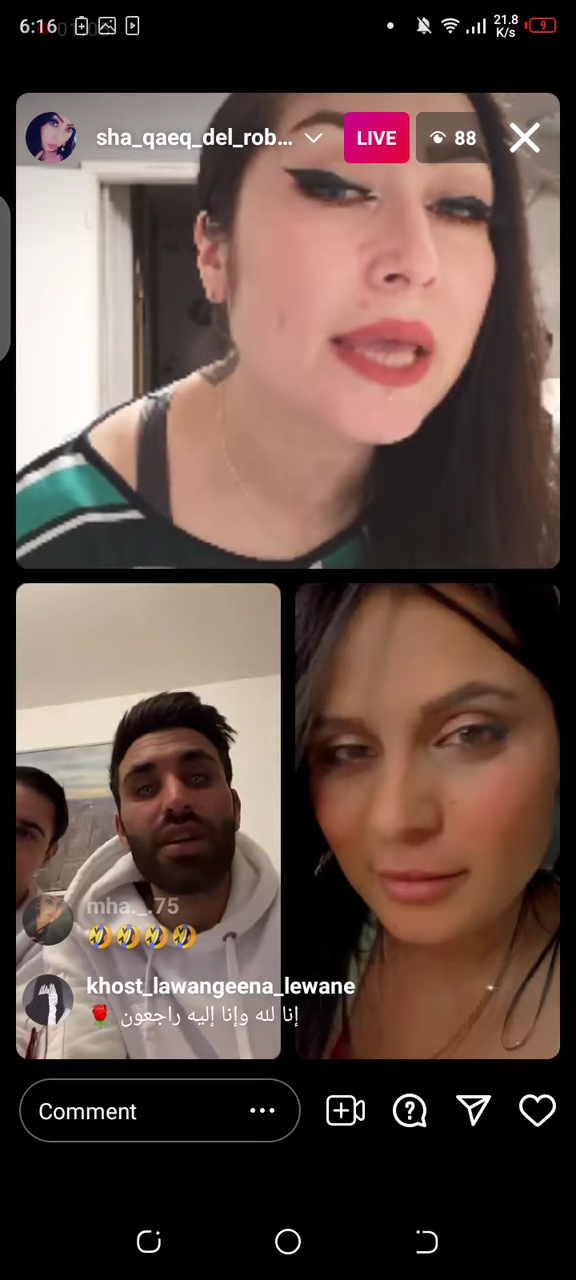 6:16
21.8
K/s
9
sha_qaeq_del_rob...
LIVE
88
mha._.75
🤣🤣🤣🤣
khost_lawangeena_lewane
إنا لله وإنا إليه راجعون 🌹
Comment